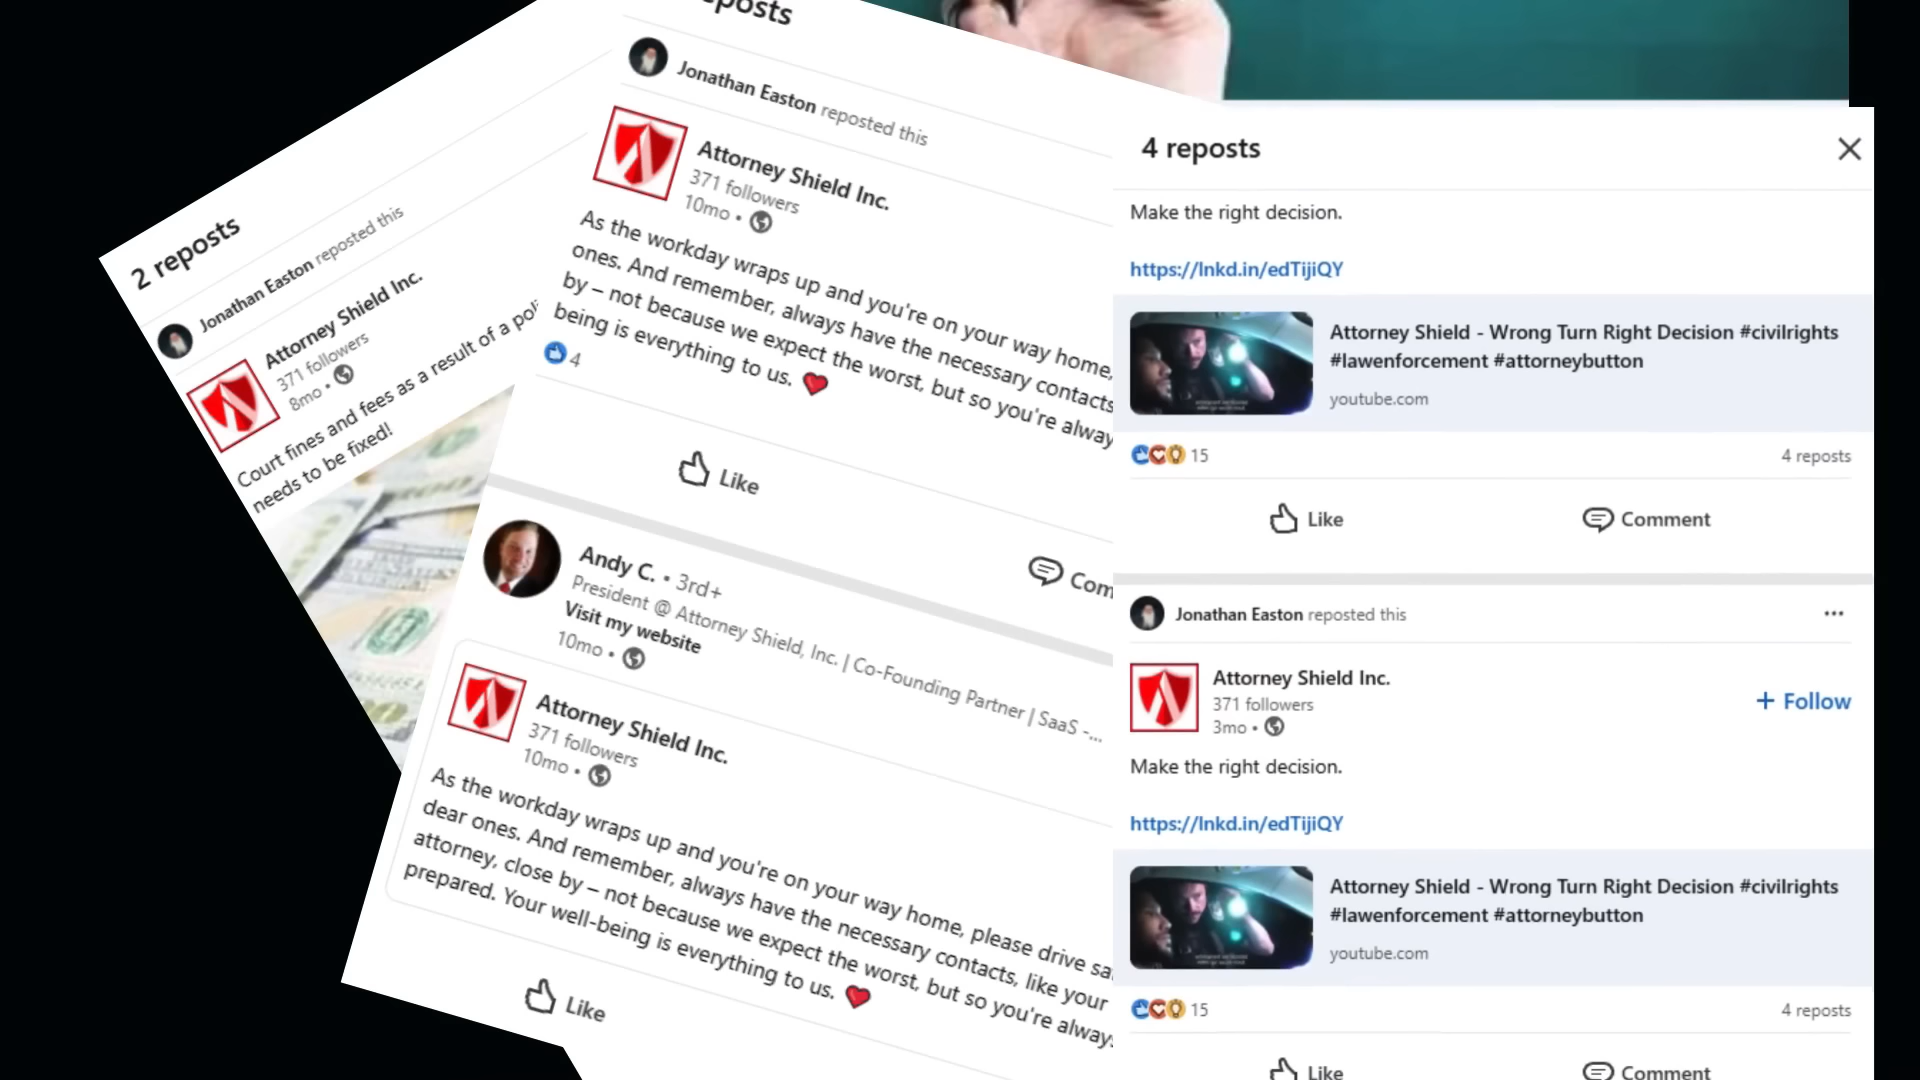 2 reposts
Jonathan Easton reposted this
Attorney Shield Inc.
371 followers
8mo •
Court fines and fees as a result of a
needs to be fixed!
Jonathan Easton reposted this
Attorney Shield Inc.
371 followers
10mo •
As the workday wraps up and you're on your way home,
ones. And remember, always have the necessary contacts
by – not because we expect the worst, but so you're
being is everything to us. ❤️
4
Like
Andy C. • 3rd+
President @ Attorney Shield, Inc. | Co-Founding Partner | SaaS -...
Visit my website
10mo •
Attorney Shield Inc.
371 followers
10mo •
As the workday wraps up and you're on your way home, please drive
dear ones. And remember, always have the necessary contacts, like your
attorney, close by – not because we expect the worst, but so you're always
prepared. Your well-being is everything to us. ❤️
Like
4 reposts
Make the right decision.
https://lnkd.in/edTijiQY
Attorney Shield - Wrong Turn Right Decision #civilrights
#lawenforcement #attorneybutton
youtube.com
15
4 reposts
Like
Comment
Jonathan Easton reposted this
Attorney Shield Inc.
371 followers
3mo •
+ Follow
Make the right decision.
https://lnkd.in/edTijiQY
Attorney Shield - Wrong Turn Right Decision #civilrights
#lawenforcement #attorneybutton
youtube.com
15
4 reposts
Like
Comment